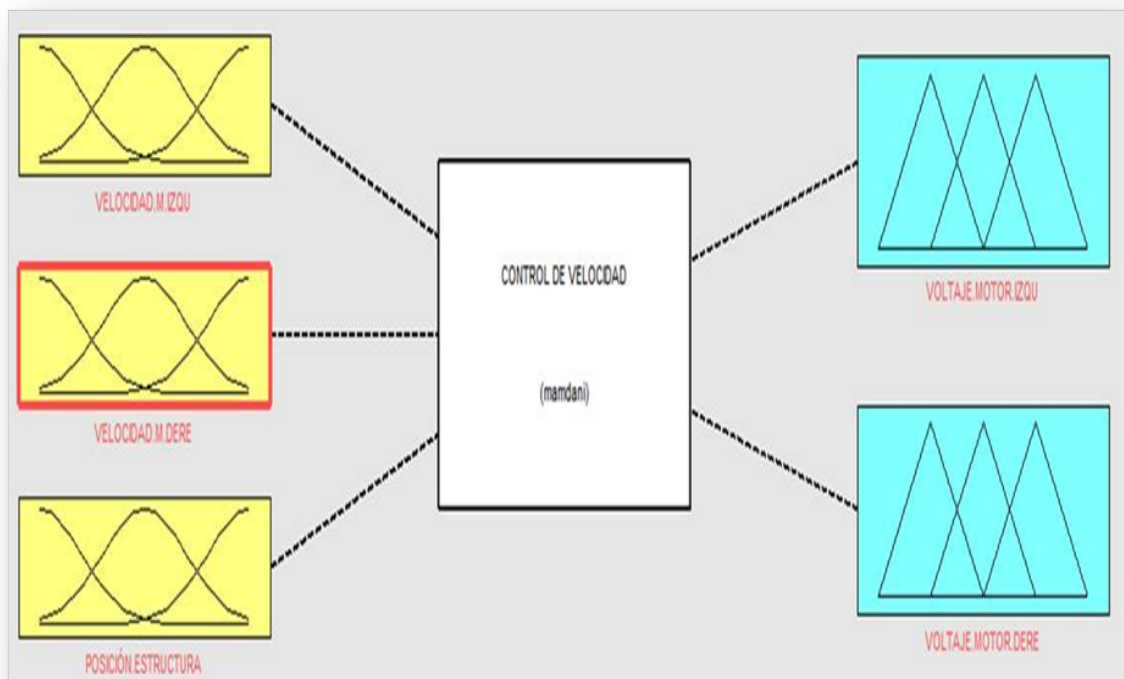 VELOCIDAD.M.IZQU
VELOCIDAD.M.DERE
POSICIÓN.ESTRUCTURA
CONTROL DE VELOCIDAD
(mamdani)
VOLTAJE.MOTOR.IZQU
VOLTAJE.MOTOR.DERE